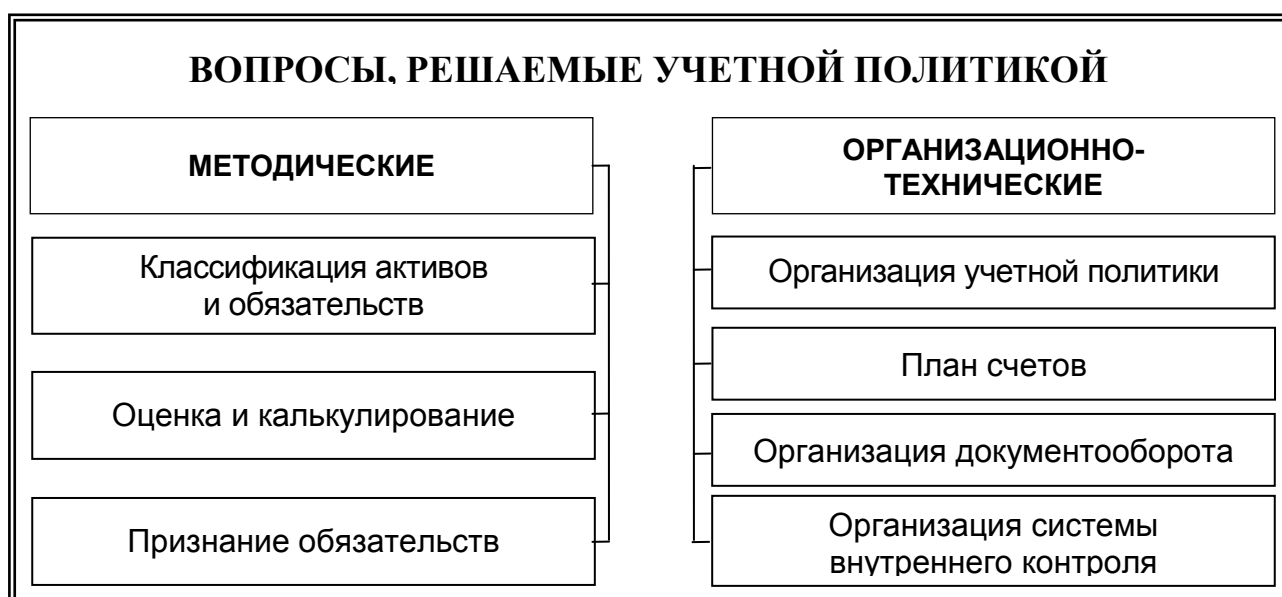 ВОПРОСЫ, РЕШАЕМЫЕ УЧЕТНОЙ ПОЛИТИКОЙ
МЕТОДИЧЕСКИЕ
Классификация активов
и обязательств
Оценка и калькулирование
Признание обязательств
ОРГАНИЗАЦИОННО-
ТЕХНИЧЕСКИЕ
Организация учетной политики
План счетов
Организация документооборота
Организация системы
внутреннего контроля